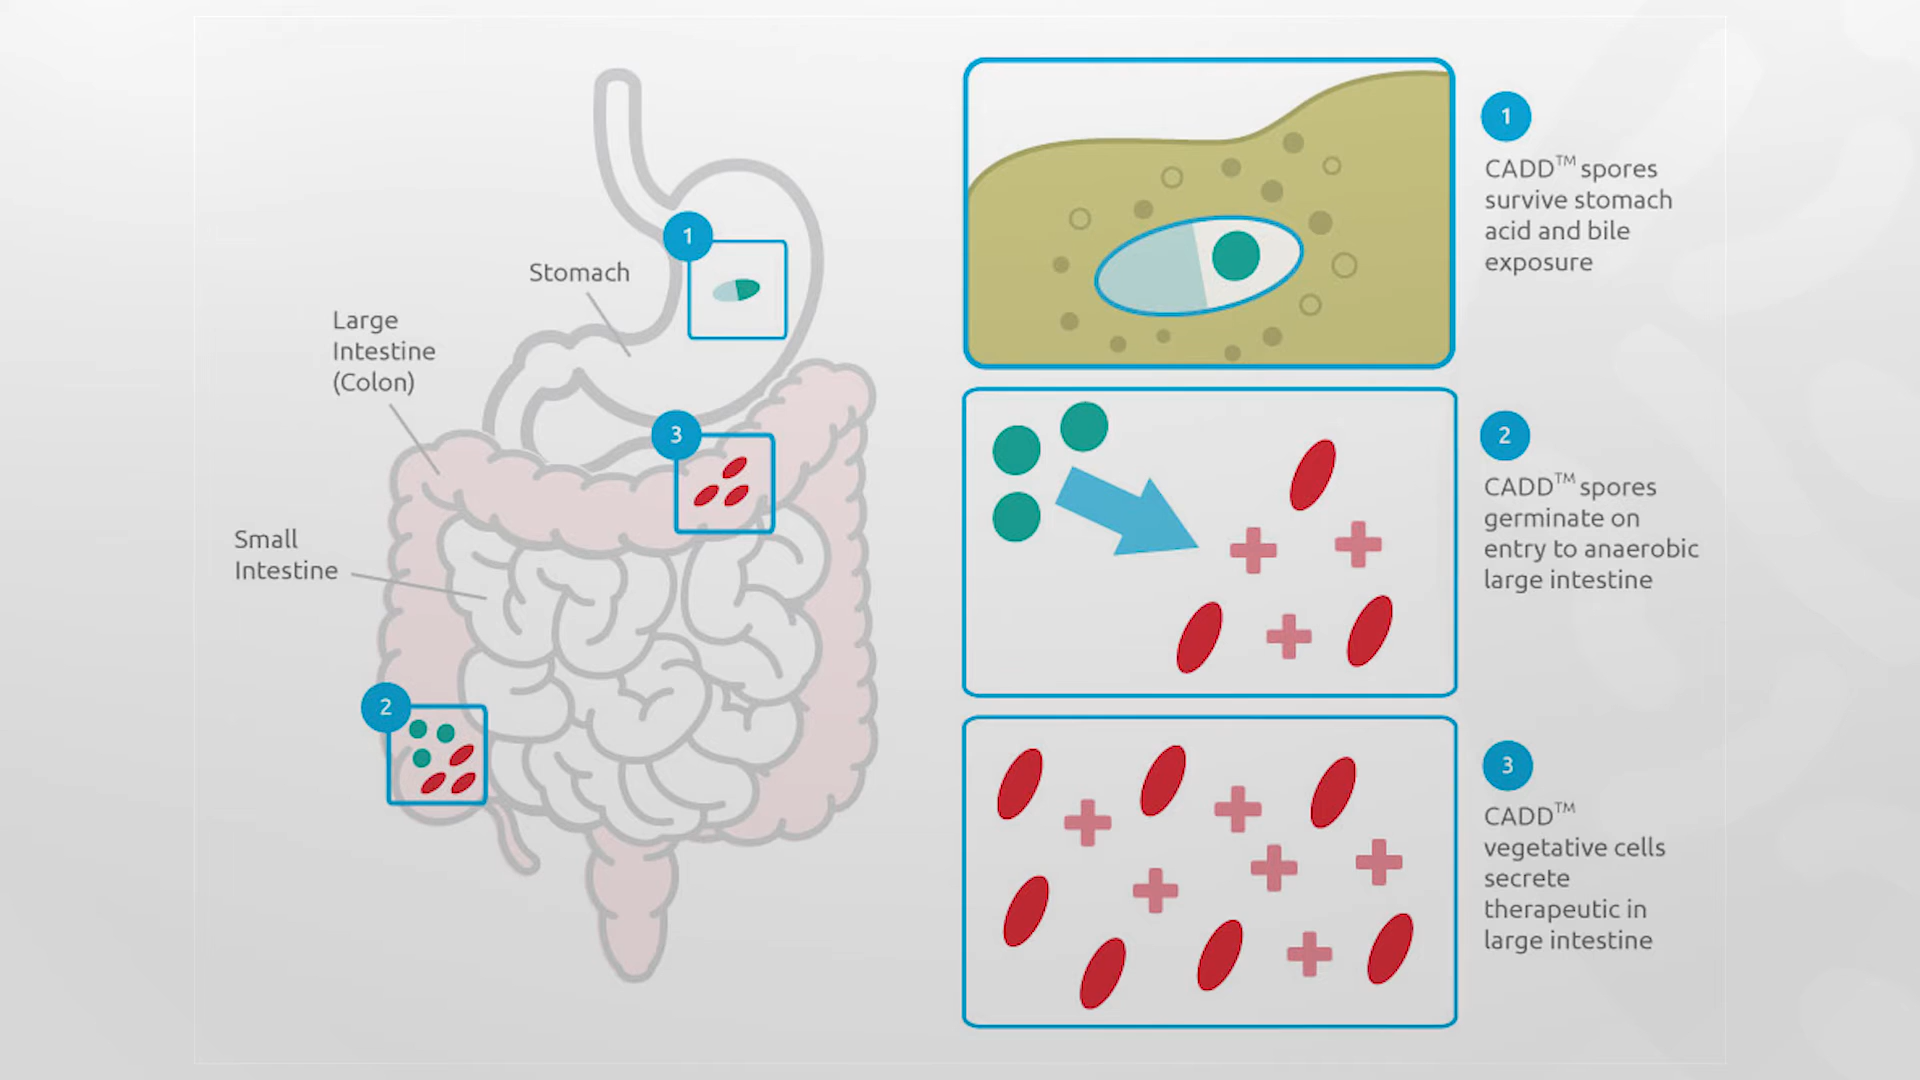 1
Stomach
Large
Intestine
(Colon)
3
Small
Intestine
2
1
CADD™ spores
survive stomach
acid and bile
exposure
2
CADD™ spores
germinate on
entry to anaerobic
large intestine
3
CADD™
vegetative cells
secrete
therapeutic in
large intestine